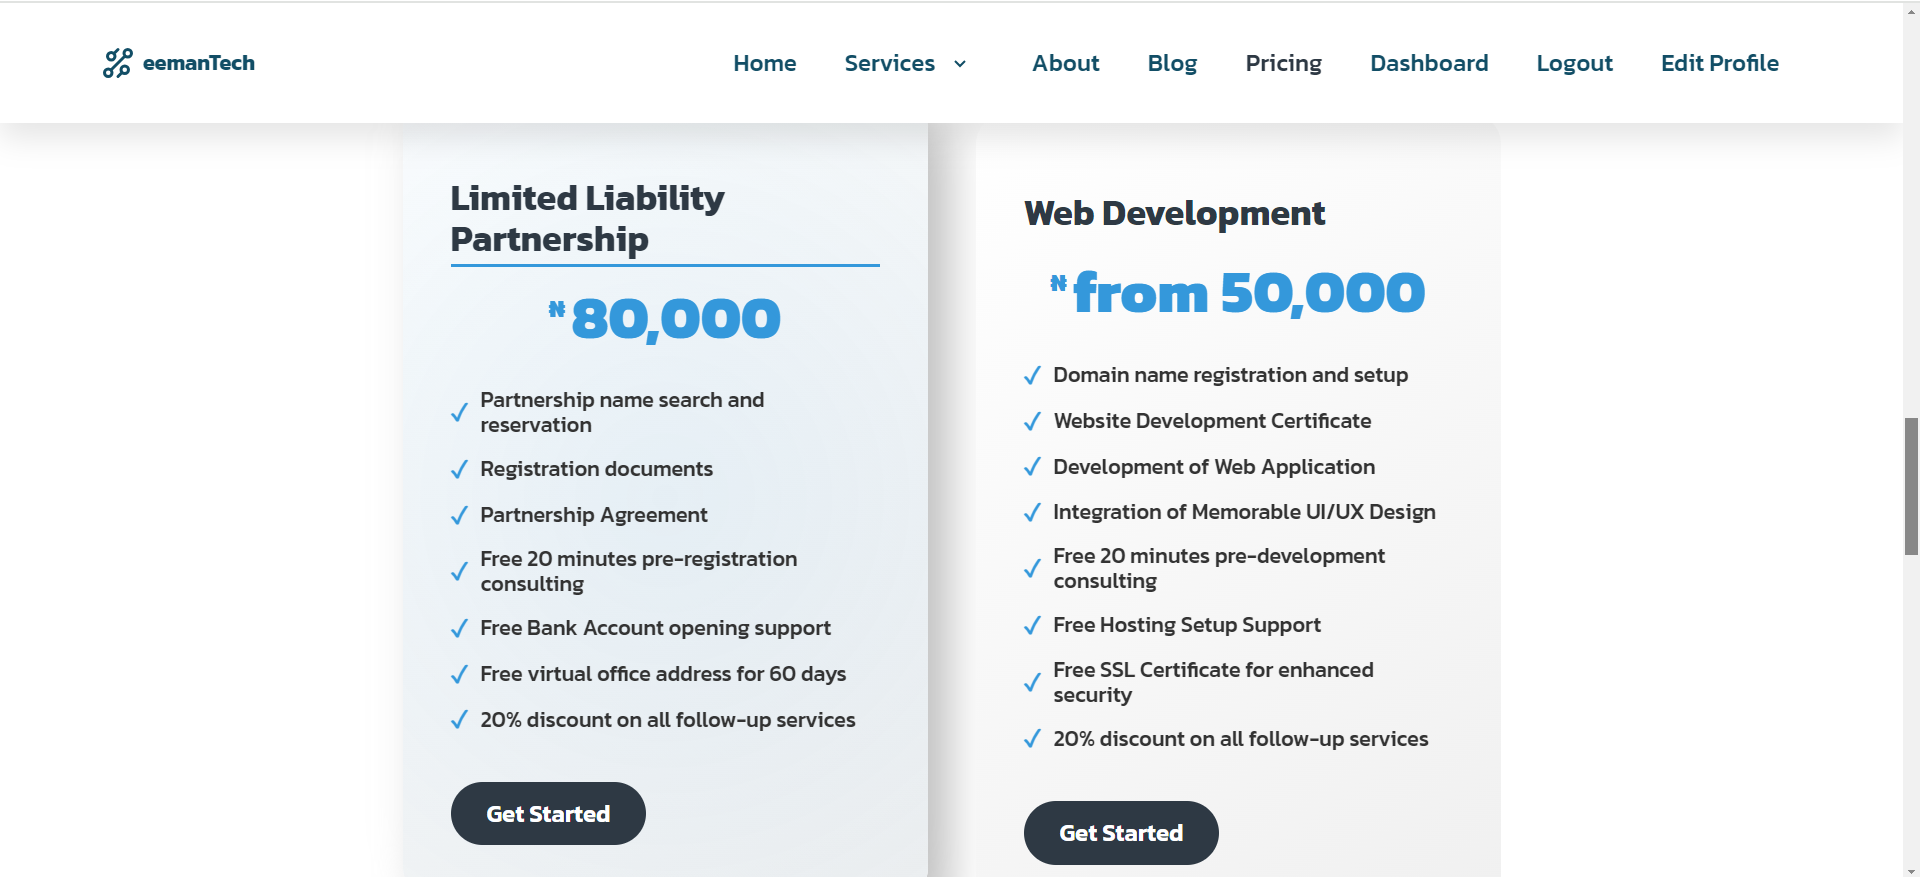 eemanTech
Home Services About Blog Pricing Dashboard Logout Edit Profile
Limited Liability
Partnership
₦80,000
✓ Partnership name search and
reservation
✓ Registration documents
✓ Partnership Agreement
✓ Free 20 minutes pre-registration
consulting
✓ Free Bank Account opening support
✓ Free virtual office address for 60 days
✓ 20% discount on all follow-up services
Get Started
Web Development
₦from 50,000
✓ Domain name registration and setup
✓ Website Development Certificate
✓ Development of Web Application
✓ Integration of Memorable UI/UX Design
✓ Free 20 minutes pre-development
consulting
✓ Free Hosting Setup Support
✓ Free SSL Certificate for enhanced
security
✓ 20% discount on all follow-up services
Get Started